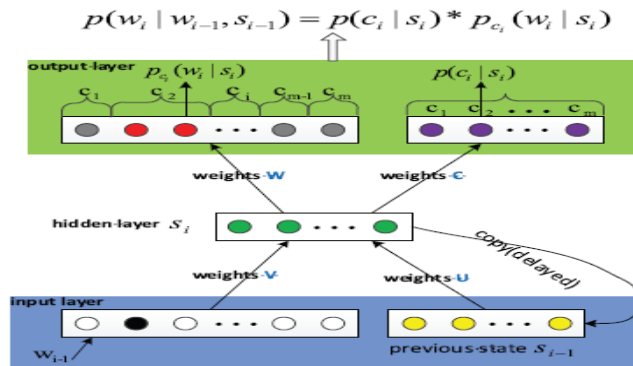 p(w_i | w_{i-1}, s_{i-1}) = p(c_i | s_i) * p_{c_i}(w_i | s_i)
output layer
p_{c_i}(w_i | s_i) p(c_i | s_i)
c_1 c_2 c_i c_{m-1} c_m
c_1 c_2 • • • c_m
• • •
• • •
weights W weights C
hidden layer s_i
• • •
copy(delayed)
weights V weights U
input layer
• • • • • •
w_{i-1}
previous state s_{i-1}